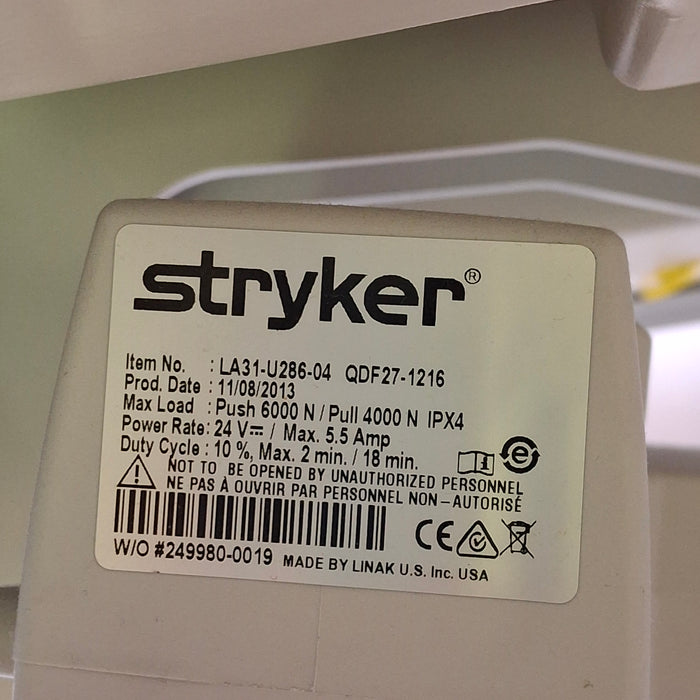 stryker®
Item No. : LA31-U286-04 QDF27-1216
Prod. Date : 11/08/2013
Max Load : Push 6000 N / Pull 4000 N IPX4
Power Rate: 24 V⎓ / Max. 5.5 Amp
Duty Cycle : 10 %, Max. 2 min. / 18 min.
NOT TO BE OPENED BY UNAUTHORIZED PERSONNEL
NE PAS À OUVRIR PAR PERSONNEL NON-AUTORISÉ
W/O #249980-0019 MADE BY LINAK U.S. Inc. USA
CE